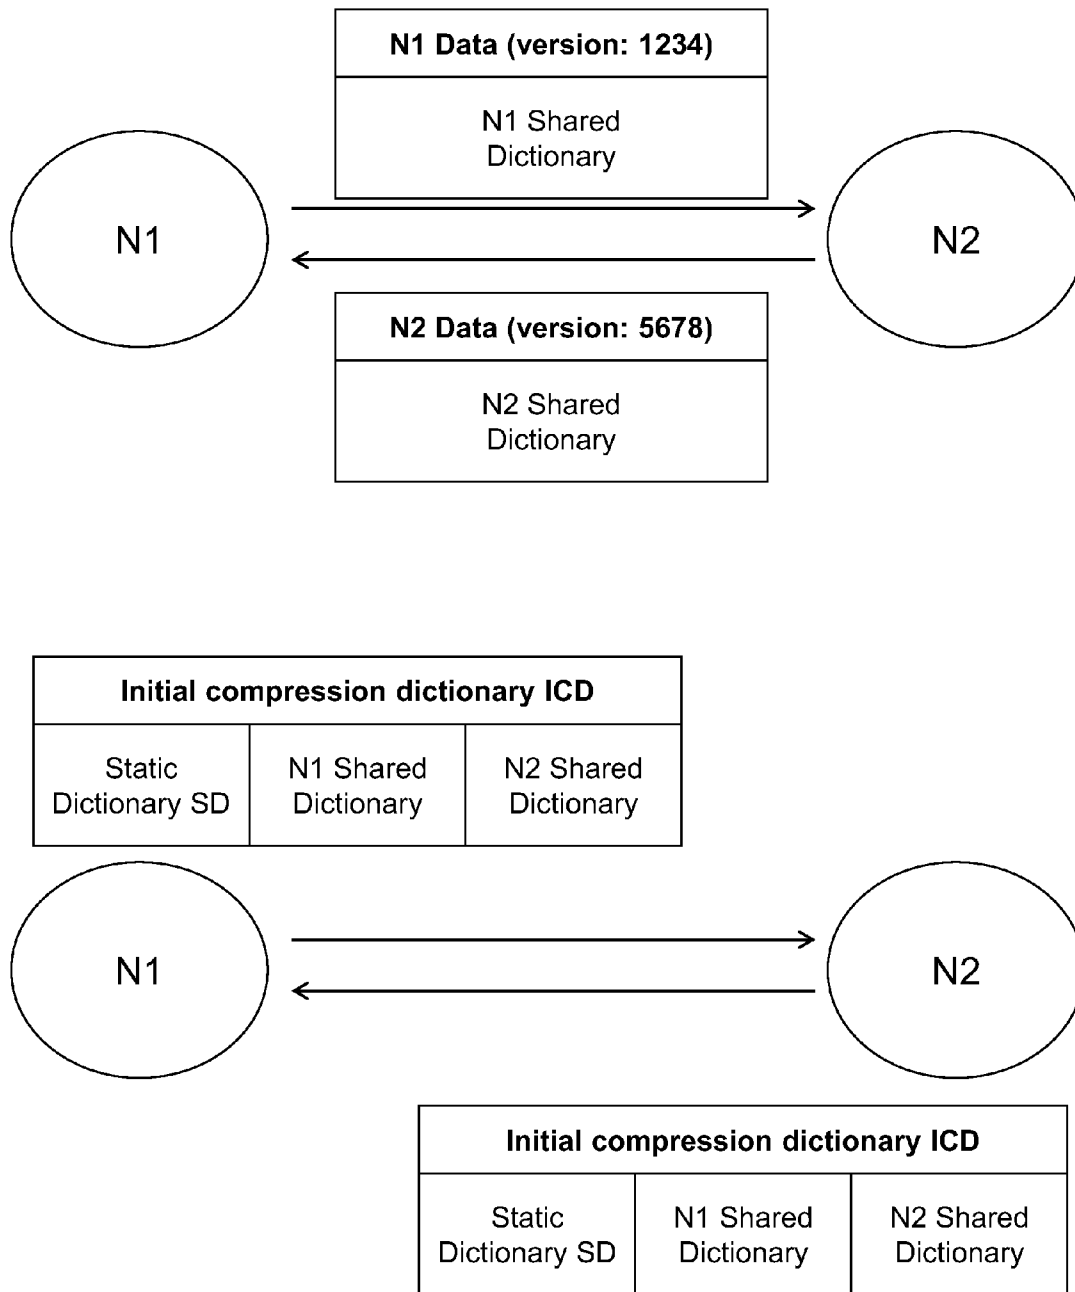 N1 Data (version: 1234)
N1 Shared
Dictionary
N1
N2
N2 Data (version: 5678)
N2 Shared
Dictionary
Initial compression dictionary ICD
Static
Dictionary SD
N1 Shared
Dictionary
N2 Shared
Dictionary
N1
N2
Initial compression dictionary ICD
Static
Dictionary SD
N1 Shared
Dictionary
N2 Shared
Dictionary